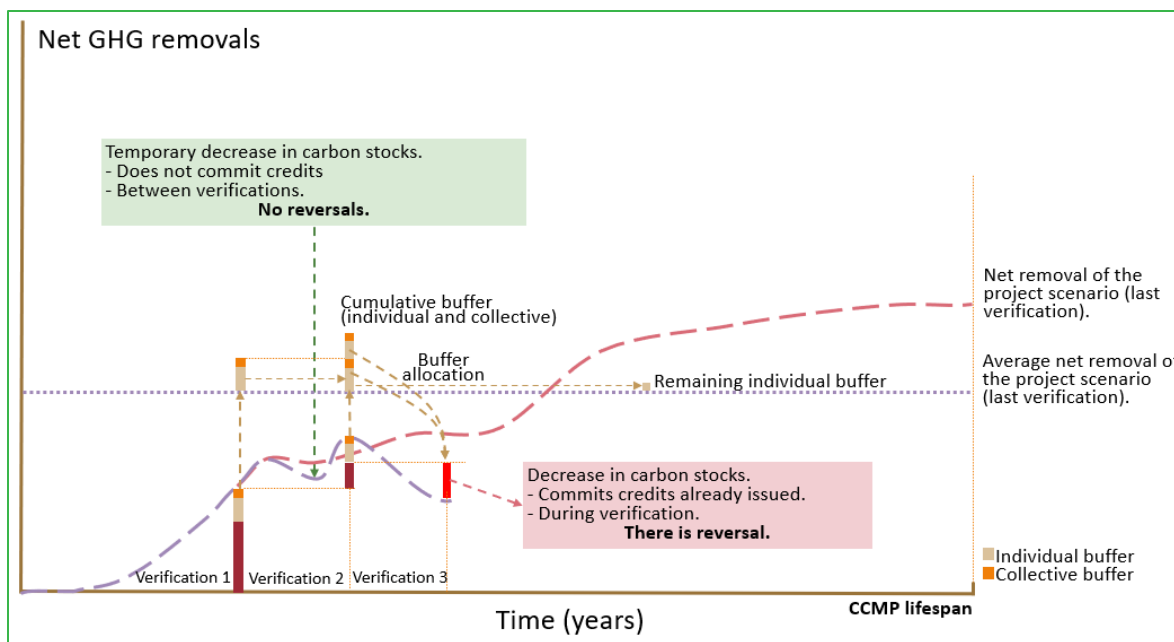 Net GHG removals
Temporary decrease in carbon stocks.
- Does not commit credits
- Between verifications.
No reversals.
Cumulative buffer
(individual and collective)
Buffer
allocation
Remaining individual buffer
Net removal of the
project scenario (last
verification).
Average net removal of
the project scenario
(last verification).
Decrease in carbon stocks.
- Commits credits already issued.
- During verification.
There is reversal.
Individual buffer
Collective buffer
Verification 1
Verification 2
Verification 3
Time (years)
CCMP lifespan